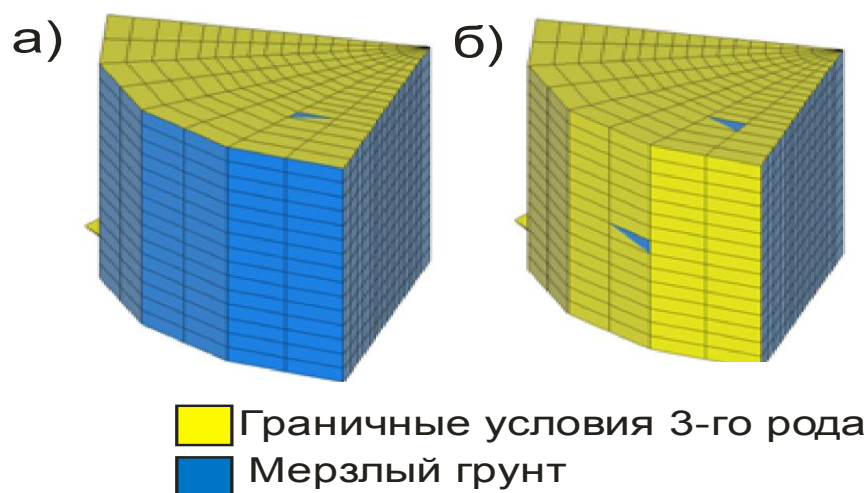 а)
б)
Граничные условия 3-го рода
Мерзлый грунт